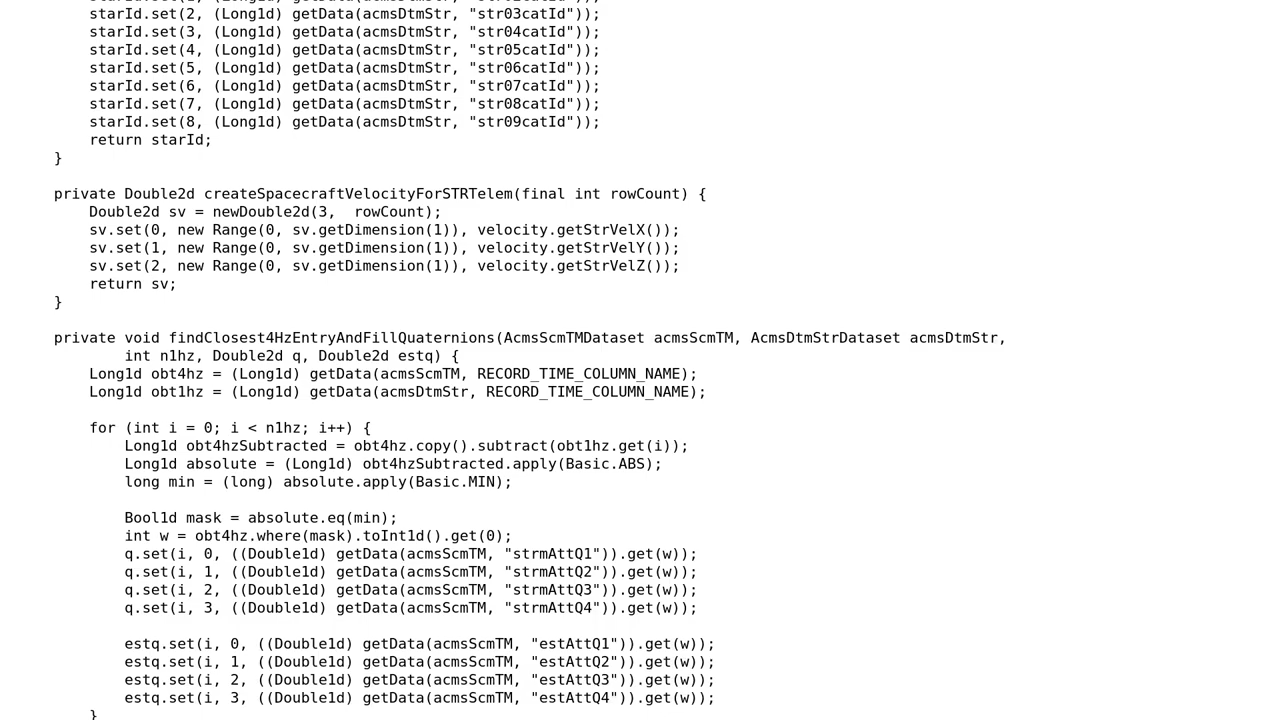 starId.set(2, (Long1d) getData(acmsDtmStr, "str03catId"));
starId.set(3, (Long1d) getData(acmsDtmStr, "str04catId"));
starId.set(4, (Long1d) getData(acmsDtmStr, "str05catId"));
starId.set(5, (Long1d) getData(acmsDtmStr, "str06catId"));
starId.set(6, (Long1d) getData(acmsDtmStr, "str07catId"));
starId.set(7, (Long1d) getData(acmsDtmStr, "str08catId"));
starId.set(8, (Long1d) getData(acmsDtmStr, "str09catId"));
return starId;
}
private Double2d createSpacecraftVelocityForSTRTelem(final int rowCount) {
Double2d sv = newDouble2d(3,  rowCount);
sv.set(0, new Range(0, sv.getDimension(1)), velocity.getStrVelX());
sv.set(1, new Range(0, sv.getDimension(1)), velocity.getStrVelY());
sv.set(2, new Range(0, sv.getDimension(1)), velocity.getStrVelZ());
return sv;
}
private void findClosest4HzEntryAndFillQuaternions(AcmsScmTMDataset acmsScmTM, AcmsDtmStrDataset acmsDtmStr,
int n1hz, Double2d q, Double2d estq) {
Long1d obt4hz = (Long1d) getData(acmsScmTM, RECORD_TIME_COLUMN_NAME);
Long1d obt1hz = (Long1d) getData(acmsDtmStr, RECORD_TIME_COLUMN_NAME);
for (int i = 0; i < n1hz; i++) {
Long1d obt4hzSubtracted = obt4hz.copy().subtract(obt1hz.get(i));
Long1d absolute = (Long1d) obt4hzSubtracted.apply(Basic.ABS);
long min = (long) absolute.apply(Basic.MIN);
Bool1d mask = absolute.eq(min);
int w = obt4hz.where(mask).toInt1d().get(0);
q.set(i, 0, ((Double1d) getData(acmsScmTM, "strmAttQ1")).get(w));
q.set(i, 1, ((Double1d) getData(acmsScmTM, "strmAttQ2")).get(w));
q.set(i, 2, ((Double1d) getData(acmsScmTM, "strmAttQ3")).get(w));
q.set(i, 3, ((Double1d) getData(acmsScmTM, "strmAttQ4")).get(w));
estq.set(i, 0, ((Double1d) getData(acmsScmTM, "estAttQ1")).get(w));
estq.set(i, 1, ((Double1d) getData(acmsScmTM, "estAttQ2")).get(w));
estq.set(i, 2, ((Double1d) getData(acmsScmTM, "estAttQ3")).get(w));
estq.set(i, 3, ((Double1d) getData(acmsScmTM, "estAttQ4")).get(w));
}